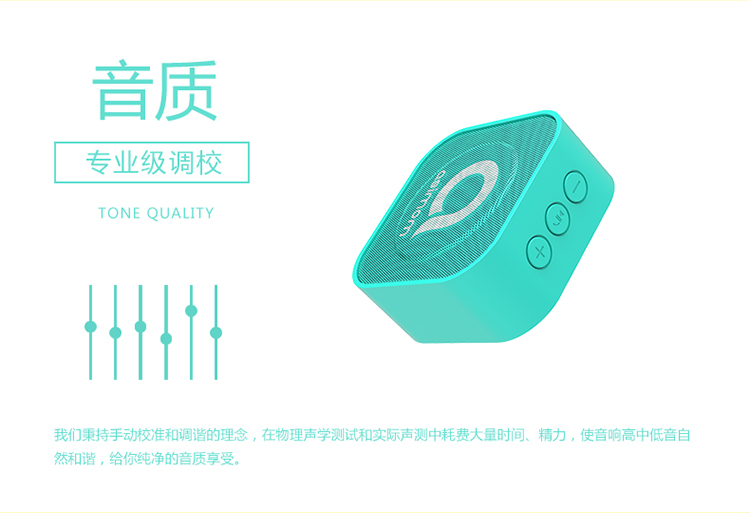 音质
专业级调校
TONE QUALITY
我们秉持手动校准和调谐的理念，在物理声学测试和实际声测中耗费大量时间、精力，使音响高中低音自
然和谐，给你纯净的音质享受。